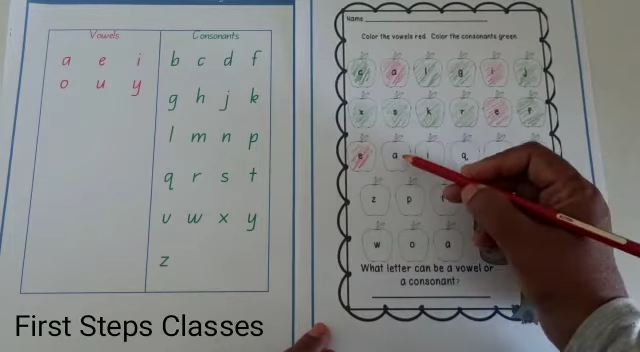 Vowels
a e i
o u y
Consonants
b c d f
g h j k
l m n p
q r s t
v w x y
z
Name
Color the vowels red. Color the consonants green.
c a l g i j
x s k r e f
e a i q
z p
w o a
What letter can be a vowel or
a consonant?
First Steps Classes